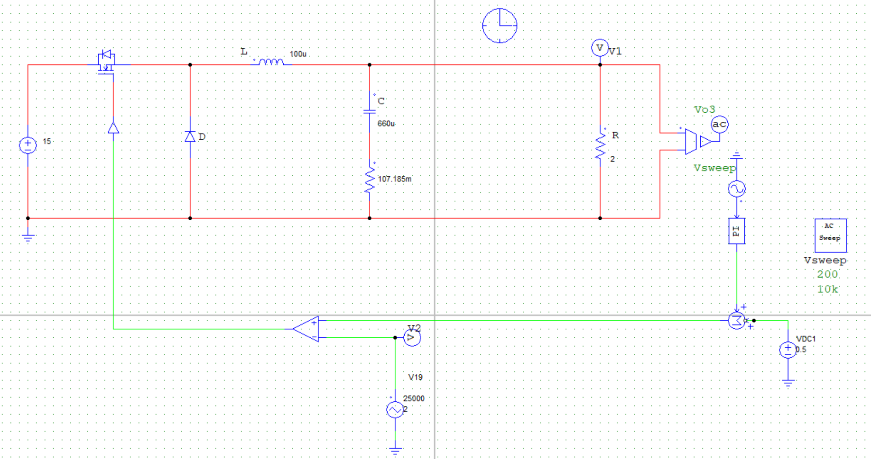 L
100u
V
V1
C
660u
15
D
R
2
107.185m
Vo3
ac
Vsweep
PI
AC
Sweep
Vsweep
200
10k
V2
V
VDC1
0.5
V19
25000
2